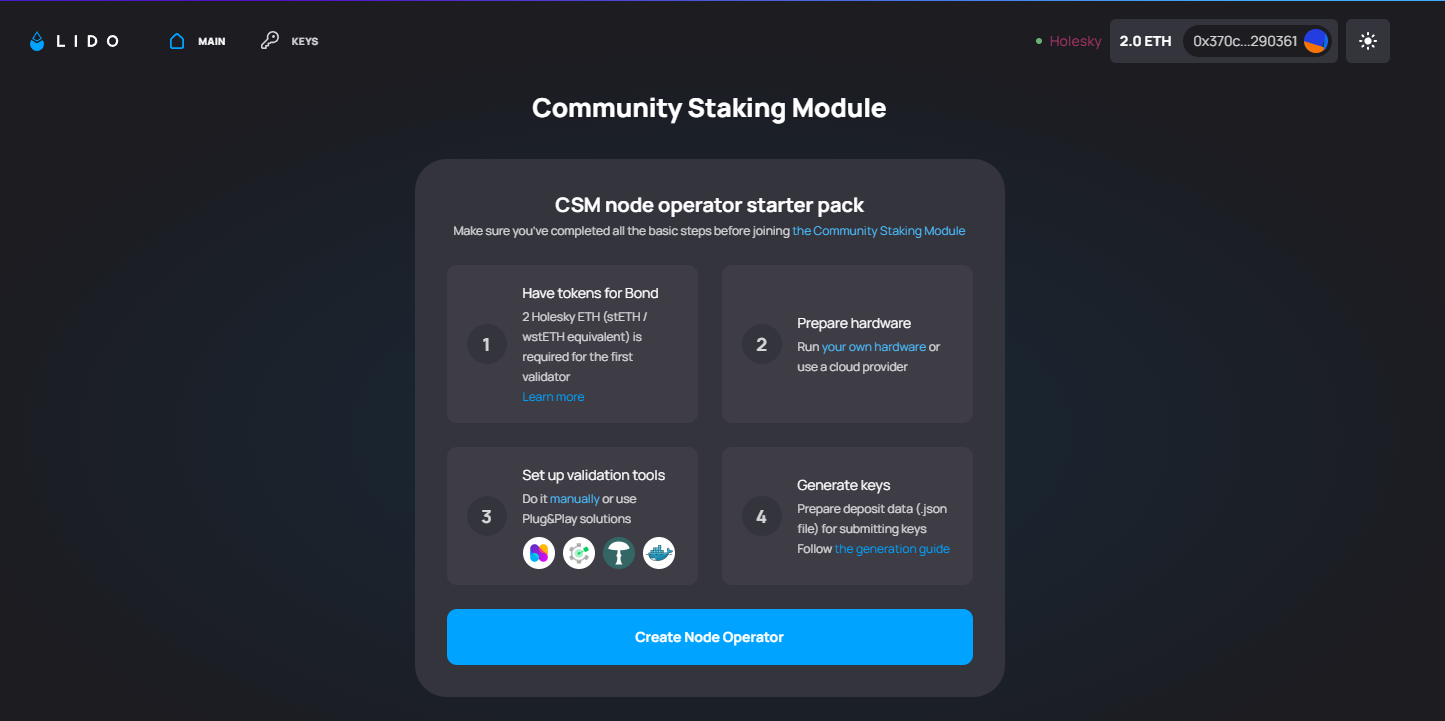 LIDO
MAIN
KEYS
Holesky
2.0 ETH
0x370c...290361
Community Staking Module
CSM node operator starter pack
Make sure you've completed all the basic steps before joining the Community Staking Module
1
Have tokens for Bond
2 Holesky ETH (stETH /
wstETH equivalent) is
required for the first
validator
Learn more
2
Prepare hardware
Run your own hardware or
use a cloud provider
3
Set up validation tools
Do it manually or use
Plug&Play solutions
4
Generate keys
Prepare deposit data (.json
file) for submitting keys
Follow the generation guide
Create Node Operator